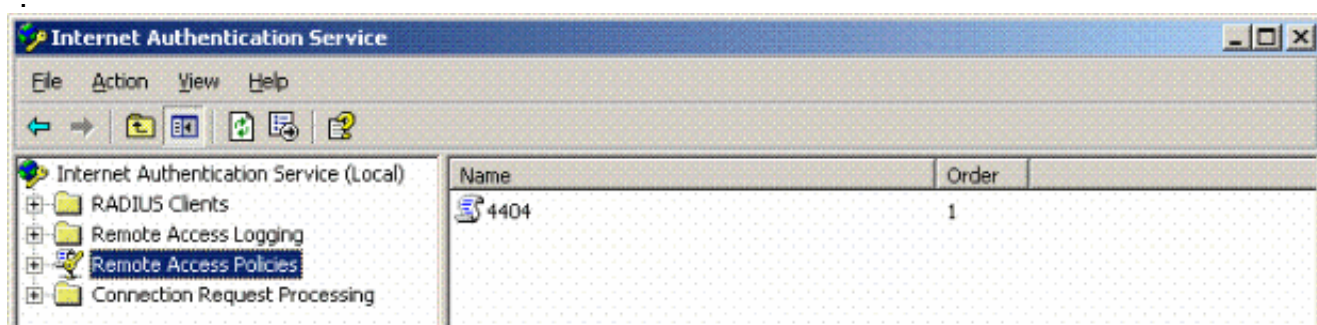 Internet Authentication Service
File Action View Help
Internet Authentication Service (Local)
RADIUS Clients
Remote Access Logging
Remote Access Policies
Connection Request Processing
Name Order
4404 1